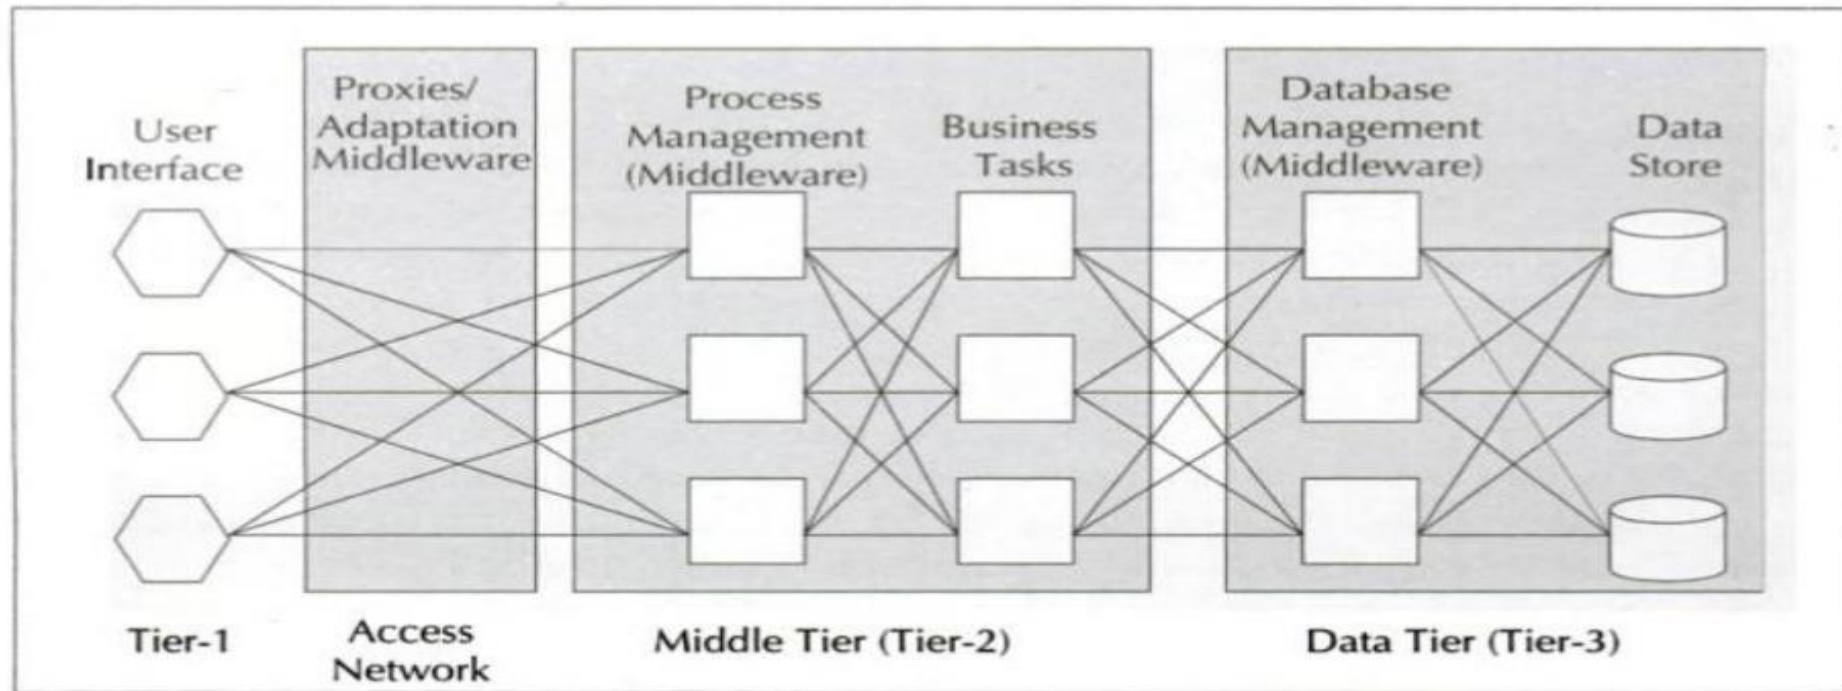 User
Interface
Proxies/
Adaptation
Middleware
Process
Management
(Middleware)
Business
Tasks
Database
Management
(Middleware)
Data
Store
Tier-1
Access
Network
Middle Tier (Tier-2)
Data Tier (Tier-3)